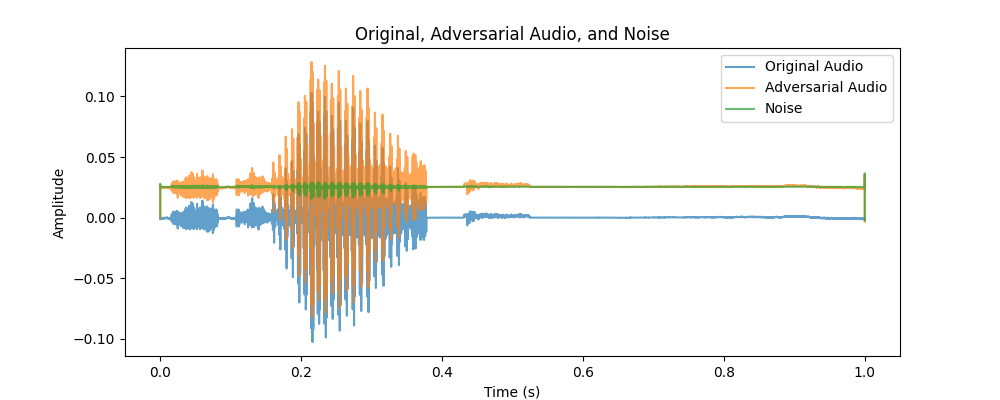 Original, Adversarial Audio, and Noise
Original Audio
Adversarial Audio
Noise
Amplitude
0.10
0.05
0.00
−0.05
−0.10
0.0
0.2
0.4
0.6
0.8
1.0
Time (s)